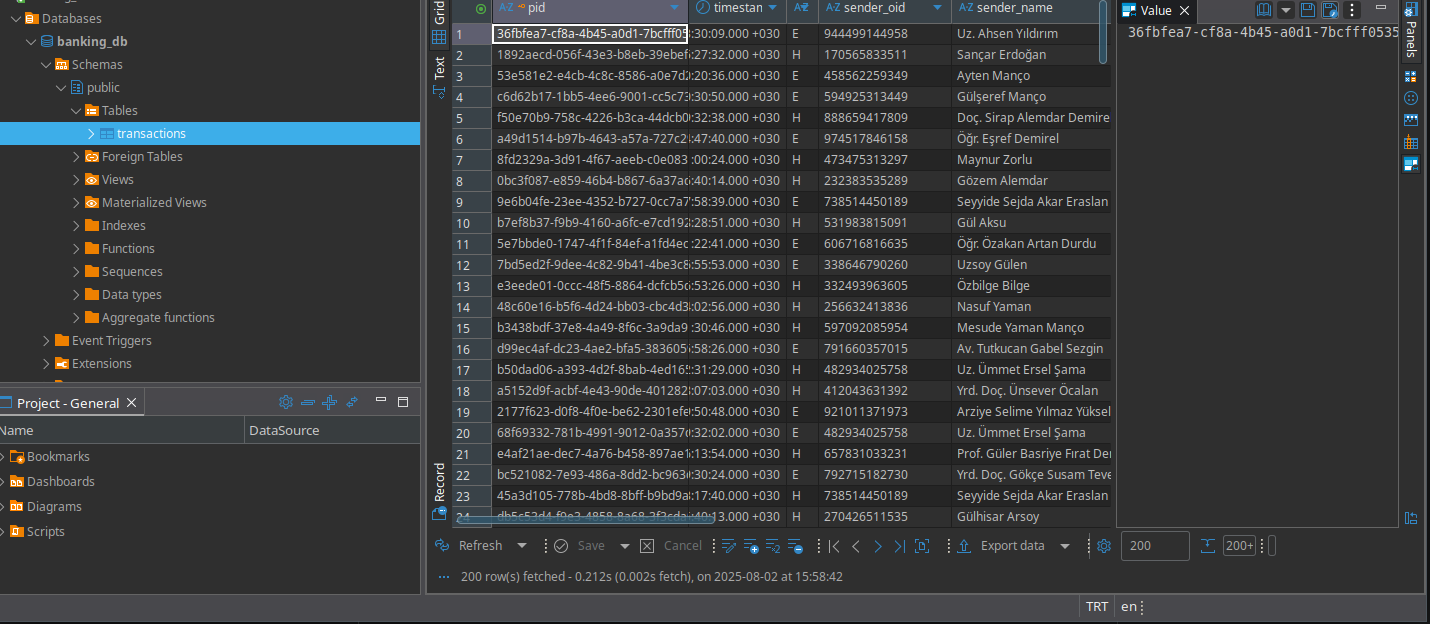 Databases
banking_db
Schemas
public
Tables
transactions
Foreign Tables
Views
Materialized Views
Indexes
Functions
Sequences
Data types
Aggregate functions
Event Triggers
Extensions
Project - General
Name DataSource
Bookmarks
Dashboards
Diagrams
Scripts
Grid
Text
Record
A-Z pid timestan A-Z A-Z sender_oid A-Z sender_name
1 36fbfea7-cf8a-4b45-a0d1-7bcfff05 :30:09.000 +030 E 944499144958 Uz. Ahsen Yıldırım
2 1892aecd-056f-43e3-b8eb-39ebef :27:32.000 +030 H 170565833511 Sançar Erdoğan
3 53e581e2-e4cb-4c8c-8586-a0e7d :20:36.000 +030 E 458562259349 Ayten Manço
4 c6d62b17-1bb5-4ee6-9001-cc5c73 :30:50.000 +030 E 594925313449 Gülşeref Manço
5 f50e70b9-758c-4226-b3ca-44dcb0 :32:38.000 +030 H 888659417809 Doç. Sirap Alemdar Demire
6 a49d1514-b97b-4643-a57a-727c2 :47:40.000 +030 E 974517846158 Öğr. Eşref Demirel
7 8fd2329a-3d91-4f67-aeeb-c0e083 :00:24.000 +030 H 473475313297 Maynur Zorlu
8 0bc3f087-e859-46b4-b867-6a37a :40:14.000 +030 H 232383535289 Gözem Alemdar
9 9e6b04fe-23ee-4352-b727-0cc7a7 :58:39.000 +030 E 738514450189 Seyyide Sejda Akar Eraslan
10 b7ef8b37-f9b9-4160-a6fc-e7cd192 :28:51.000 +030 H 531983815091 Gül Aksu
11 5e7bbde0-1747-4f1f-84ef-a1fd4ec :22:41.000 +030 E 606716816635 Öğr. Özakan Artan Durdu
12 7bd5ed2f-9dee-4c82-9b41-4be3c8 :55:53.000 +030 E 338646790260 Uzsoy Gülen
13 e3eede01-0ccc-48f5-8864-dcfcb5 :53:26.000 +030 H 332493963605 Özbilge Bilge
14 48c60e16-b5f6-4d24-bb03-cbc4d3 :02:56.000 +030 H 256632413836 Nasuf Yaman
15 b3438bdf-37e8-4a49-8f6c-3a9da9 :30:46.000 +030 H 597092085954 Mesude Yaman Manço
16 d99ec4af-dc23-4ae2-bfa5-383605 :58:26.000 +030 E 791660357015 Av. Tutkucan Gabel Sezgin
17 b50dad06-a393-4d2f-8bab-4ed16 :31:29.000 +030 H 482934025758 Uz. Ümmet Ersel Şama
18 a5152d9f-acbf-4e43-90de-401282 :07:03.000 +030 H 412043631392 Yrd. Doç. Ünsever Öcalan
19 2177f623-d0f8-4f0e-be62-2301efe :50:48.000 +030 E 921011371973 Arziye Selime Yılmaz Yüksel
20 68f69332-781b-4991-9012-0a357 :32:02.000 +030 E 482934025758 Uz. Ümmet Ersel Şama
21 e4af21ae-dec7-4a76-b458-897ae1 :13:54.000 +030 H 657831033231 Prof. Güler Basriye Fırat De
22 bc521082-7e93-486a-8dd2-bc963 :30:24.000 +030 E 792715182730 Yrd. Doç. Gökçe Susam Teve
23 45a3d105-778b-4bd8-8bff-b9bd9a :17:40.000 +030 H 738514450189 Seyyide Sejda Akar Eraslan
24 db5c53d4-f9e3-4858-8a68-3f3cda :40:13.000 +030 H 270426511535 Gülhisar Arsoy
Value
36fbfea7-cf8a-4b45-a0d1-7bcfff0535
Panels
Refresh Save Cancel Export data 200 200+
200 row(s) fetched - 0.212s (0.002s fetch), on 2025-08-02 at 15:58:42
TRT en